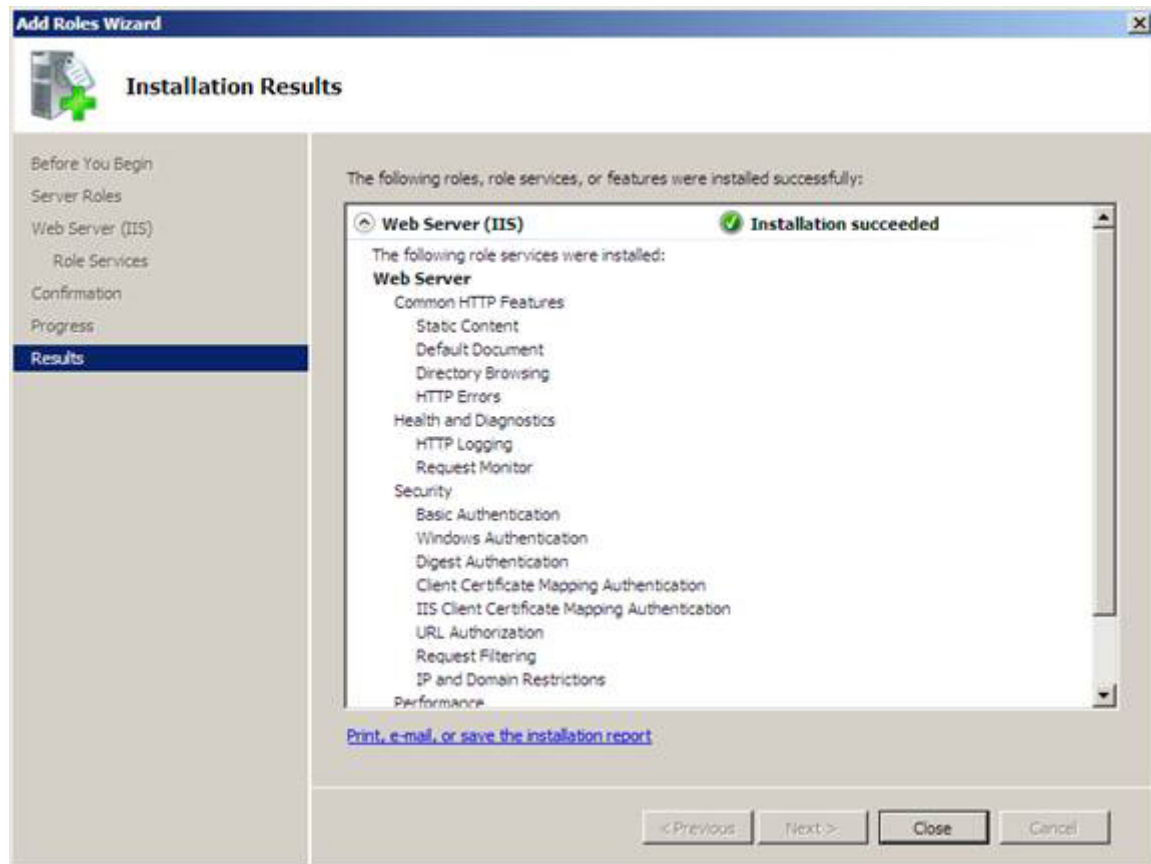 Add Roles Wizard
Installation Results
Before You Begin
Server Roles
Web Server (IIS)
Role Services
Confirmation
Progress
Results
The following roles, role services, or features were installed successfully:
Web Server (IIS) Installation succeeded
The following role services were installed:
Web Server
Common HTTP Features
Static Content
Default Document
Directory Browsing
HTTP Errors
Health and Diagnostics
HTTP Logging
Request Monitor
Security
Basic Authentication
Windows Authentication
Digest Authentication
Client Certificate Mapping Authentication
IIS Client Certificate Mapping Authentication
URL Authorization
Request Filtering
IP and Domain Restrictions
Performance
Print, e-mail, or save the installation report
< Previous Next > Close Cancel